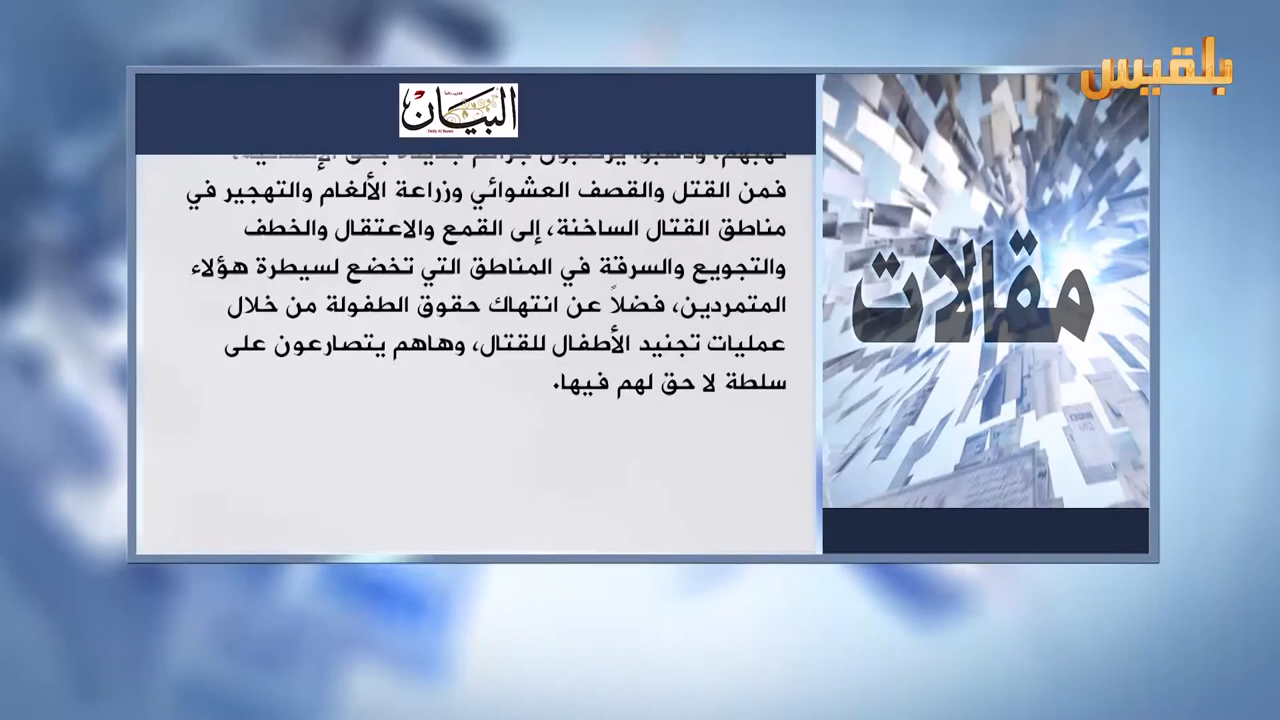 بلقيس
البيان
فمن القتل والقصف العشوائي وزراعة الألغام والتهجير في
مناطق القتال الساخنة، إلى القمع والاعتقال والخطف
والتجويع والسرقة في المناطق التي تخضع لسيطرة هؤلاء
المتمردين، فضلاً عن انتهاك حقوق الطفولة من خلال
عمليات تجنيد الأطفال للقتال، وهاهم يتصارعون على
سلطة لا حق لهم فيها.
مقالات